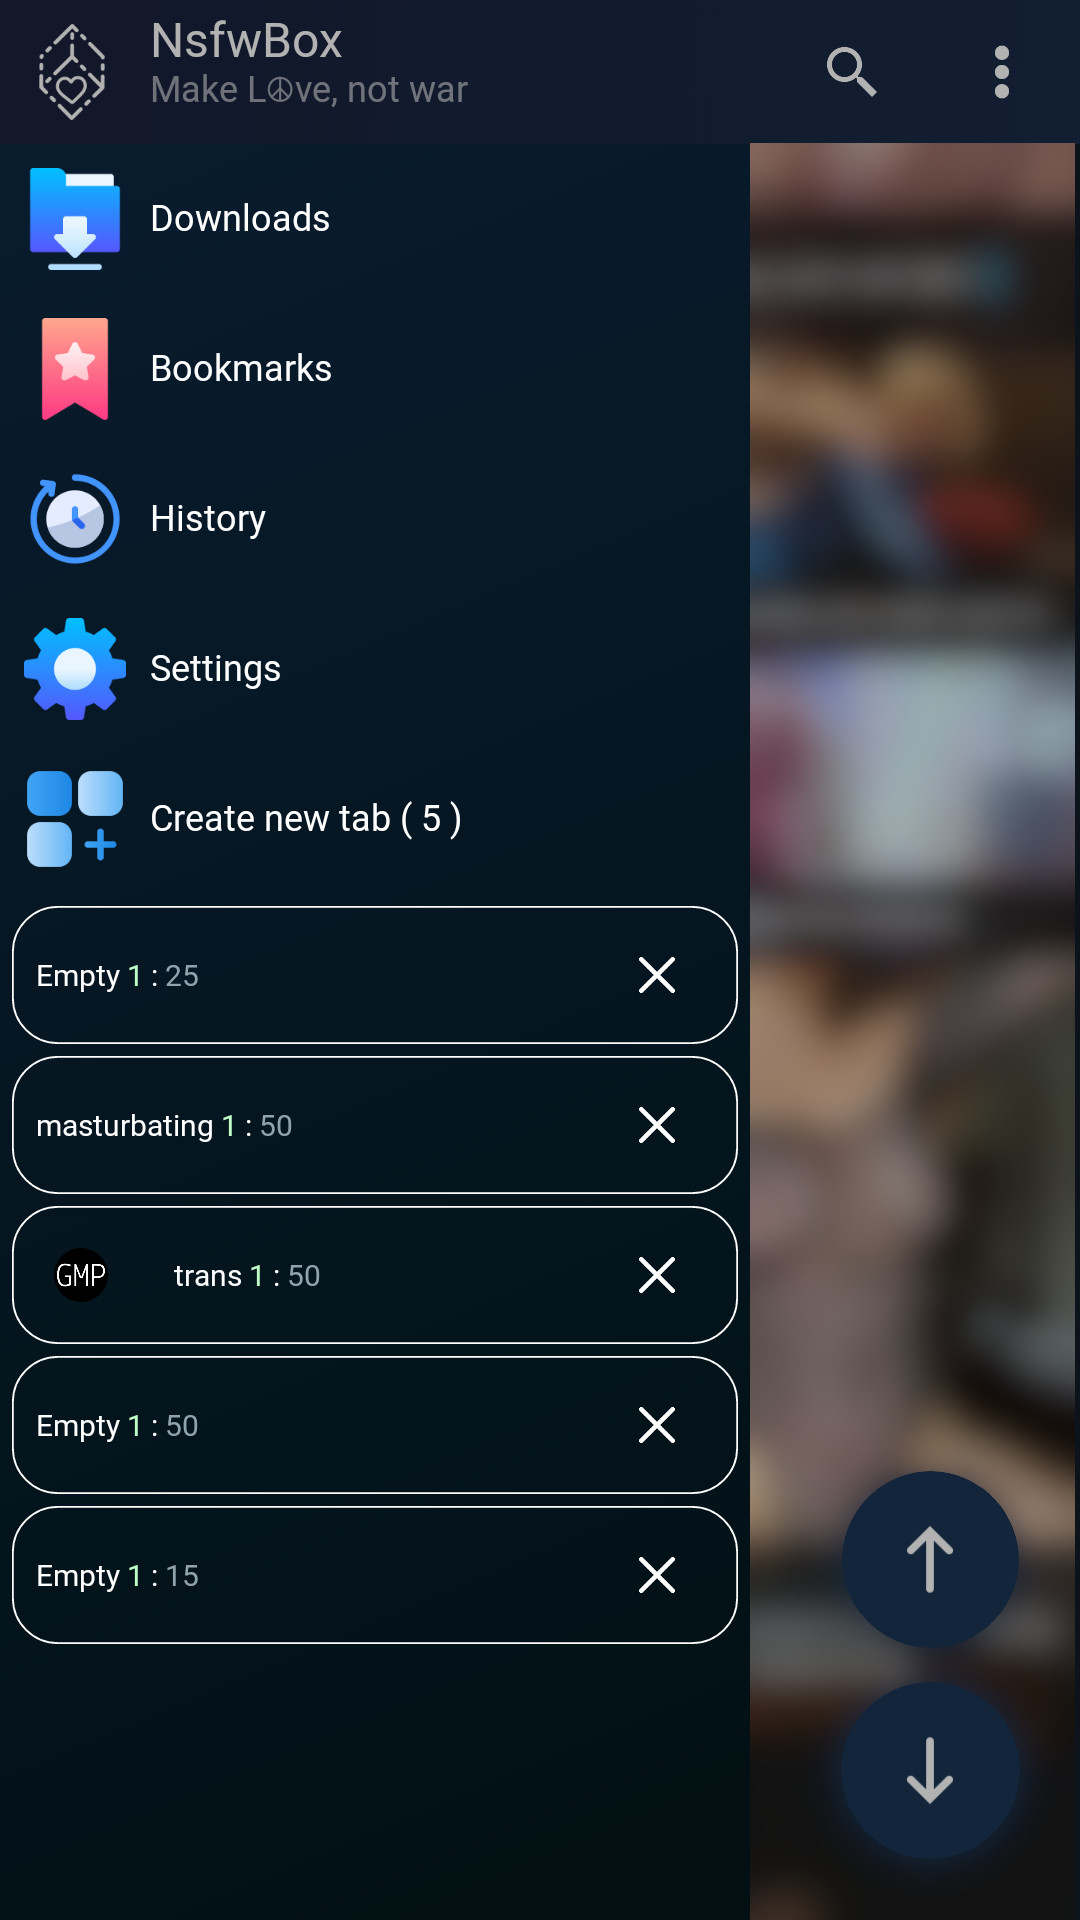 NsfwBox
Make L☮ve, not war
Downloads
Bookmarks
History
Settings
Create new tab ( 5 )
Empty 1 : 25
masturbating 1 : 50
GMP trans 1 : 50
Empty 1 : 50
Empty 1 : 15